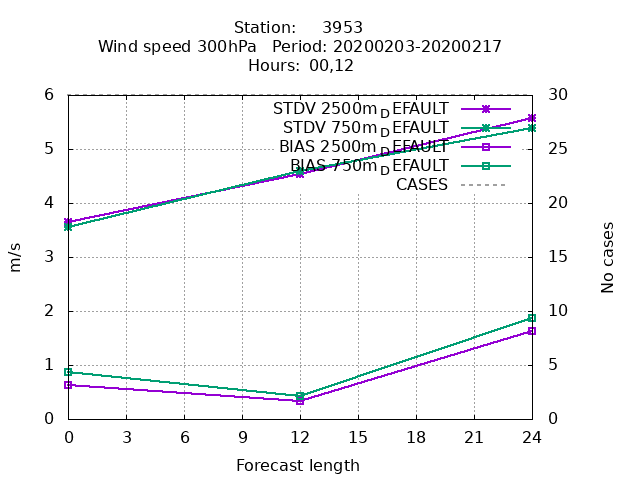 Station: 3953
Wind speed 300hPa Period: 20200203-20200217
Hours: 00,12
6
5
4
3
2
1
0
30
25
20
15
10
5
0
STDV 2500m_DEFAULT
STDV 750m_DEFAULT
BIAS 2500m_DEFAULT
BIAS 750m_DEFAULT
CASES
m/s
No cases
0 3 6 9 12 15 18 21 24
Forecast length